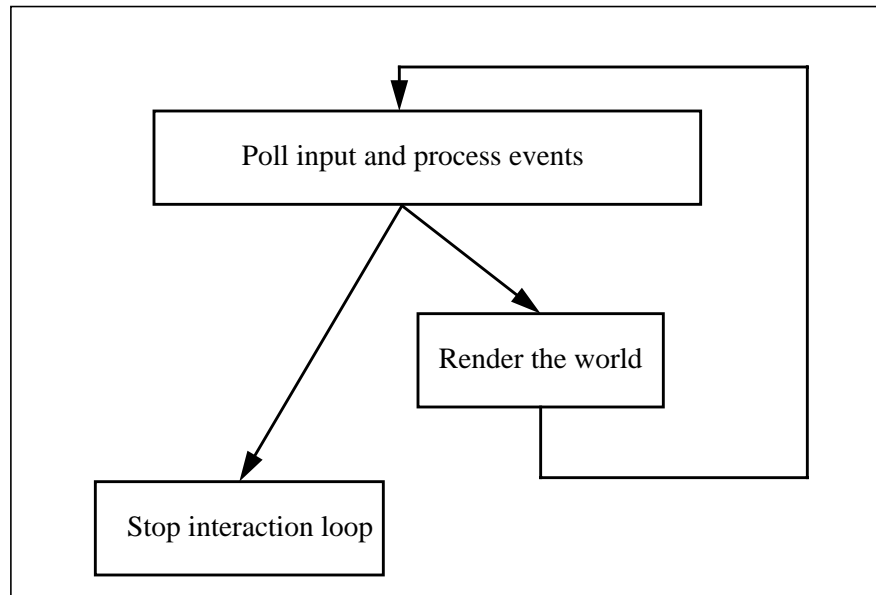 Poll input and process events
Render the world
Stop interaction loop